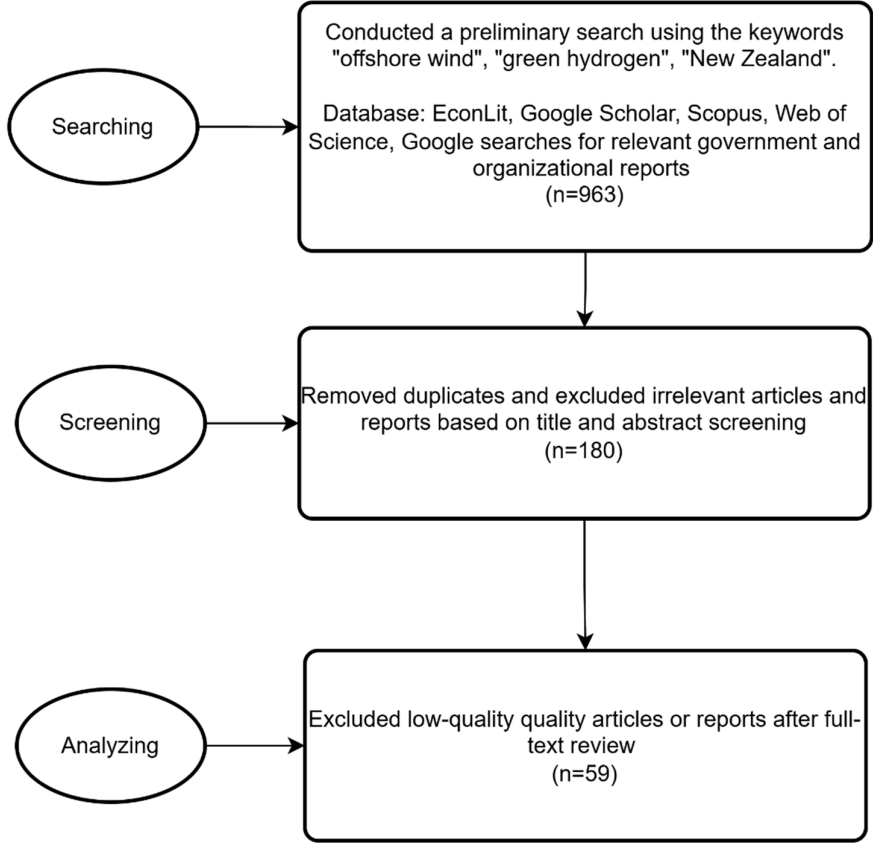 Searching
Conducted a preliminary search using the keywords
"offshore wind", "green hydrogen", "New Zealand".
Database: EconLit, Google Scholar, Scopus, Web of
Science, Google searches for relevant government and
organizational reports
(n=963)
Screening
Removed duplicates and excluded irrelevant articles and
reports based on title and abstract screening
(n=180)
Analyzing
Excluded low-quality quality articles or reports after full-
text review
(n=59)